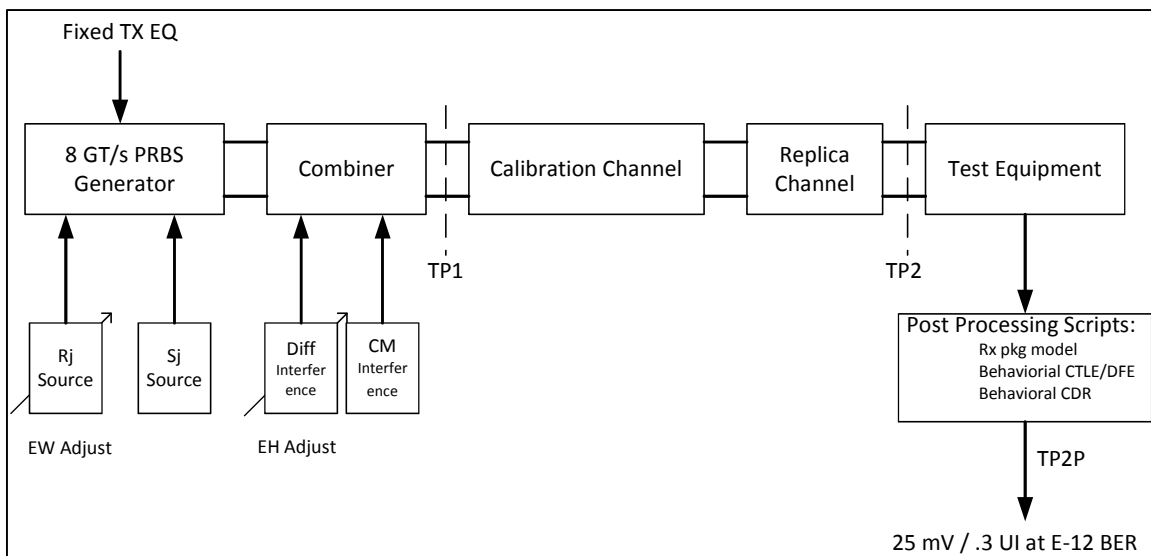 Fixed TX EQ
8 GT/s PRBS
Generator
Combiner
Calibration Channel
Replica
Channel
Test Equipment
TP1
TP2
Rj
Source
Sj
Source
Diff
Interfer
ence
CM
Interfer
ence
EW Adjust
EH Adjust
Post Processing Scripts:
Rx pkg model
Behaviorial CTLE/DFE
Behavioral CDR
TP2P
25 mV / .3 UI at E-12 BER